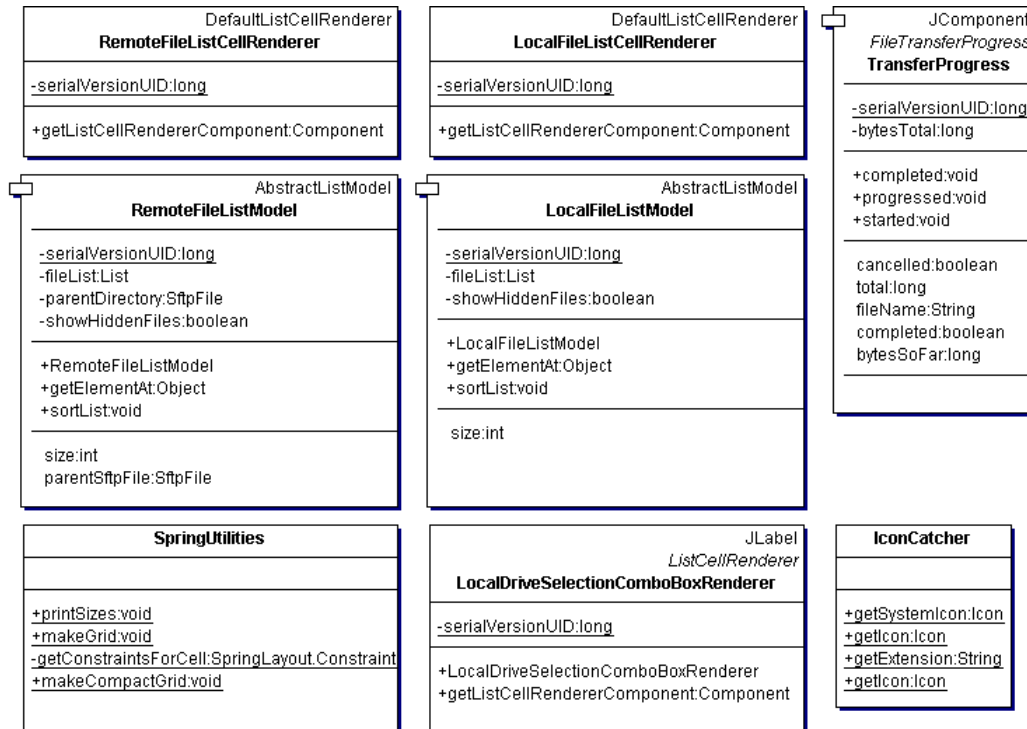 DefaultListCellRenderer
RemoteFileListCellRenderer
-serialVersionUID:long
+getListCellRendererComponent:Component
DefaultListCellRenderer
LocalFileListCellRenderer
-serialVersionUID:long
+getListCellRendererComponent:Component
JComponent
FileTransferProgress
TransferProgress
-serialVersionUID:long
-bytesTotal:long
+completed:void
+progressed:void
+started:void
cancelled:boolean
total:long
fileName:String
completed:boolean
bytesSoFar:long
AbstractListModel
RemoteFileListModel
-serialVersionUID:long
-fileList:List
-parentDirectory:SftpFile
-showHiddenFiles:boolean
+RemoteFileListModel
+getElementAt:Object
+sortList:void
size:int
parentSftpFile:SftpFile
AbstractListModel
LocalFileListModel
-serialVersionUID:long
-fileList:List
-showHiddenFiles:boolean
+LocalFileListModel
+getElementAt:Object
+sortList:void
size:int
SpringUtilities
+printSizes:void
+makeGrid:void
-getConstraintsForCell:SpringLayout.Constraint
+makeCompactGrid:void
JLabel
ListCellRenderer
LocalDriveSelectionComboBoxRenderer
-serialVersionUID:long
+LocalDriveSelectionComboBoxRenderer
+getListCellRendererComponent:Component
IconCatcher
+getSystemIcon:Icon
+getIcon:Icon
+getExtension:String
+getIcon:Icon